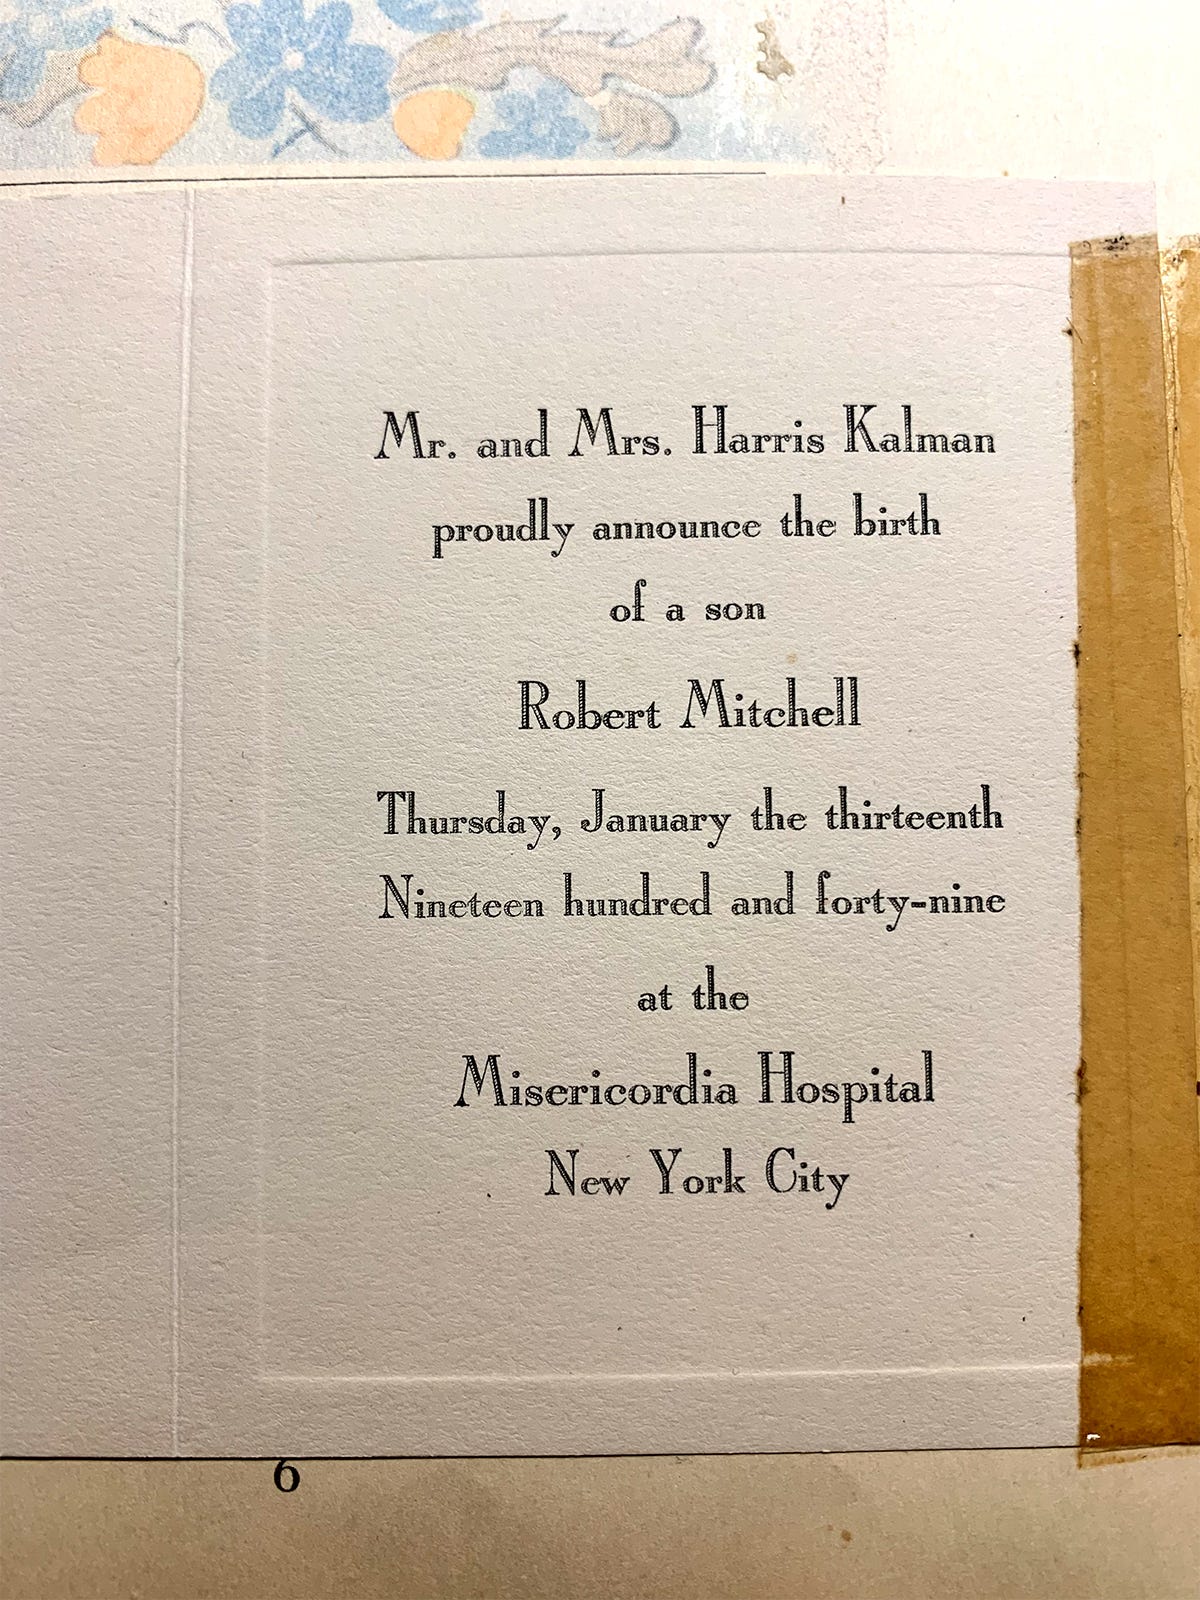 Mr. and Mrs. Harris Kalman
proudly announce the birth
of a son
Robert Mitchell
Thursday, January the thirteenth
Nineteen hundred and forty-nine
at the
Misericordia Hospital
New York City
6